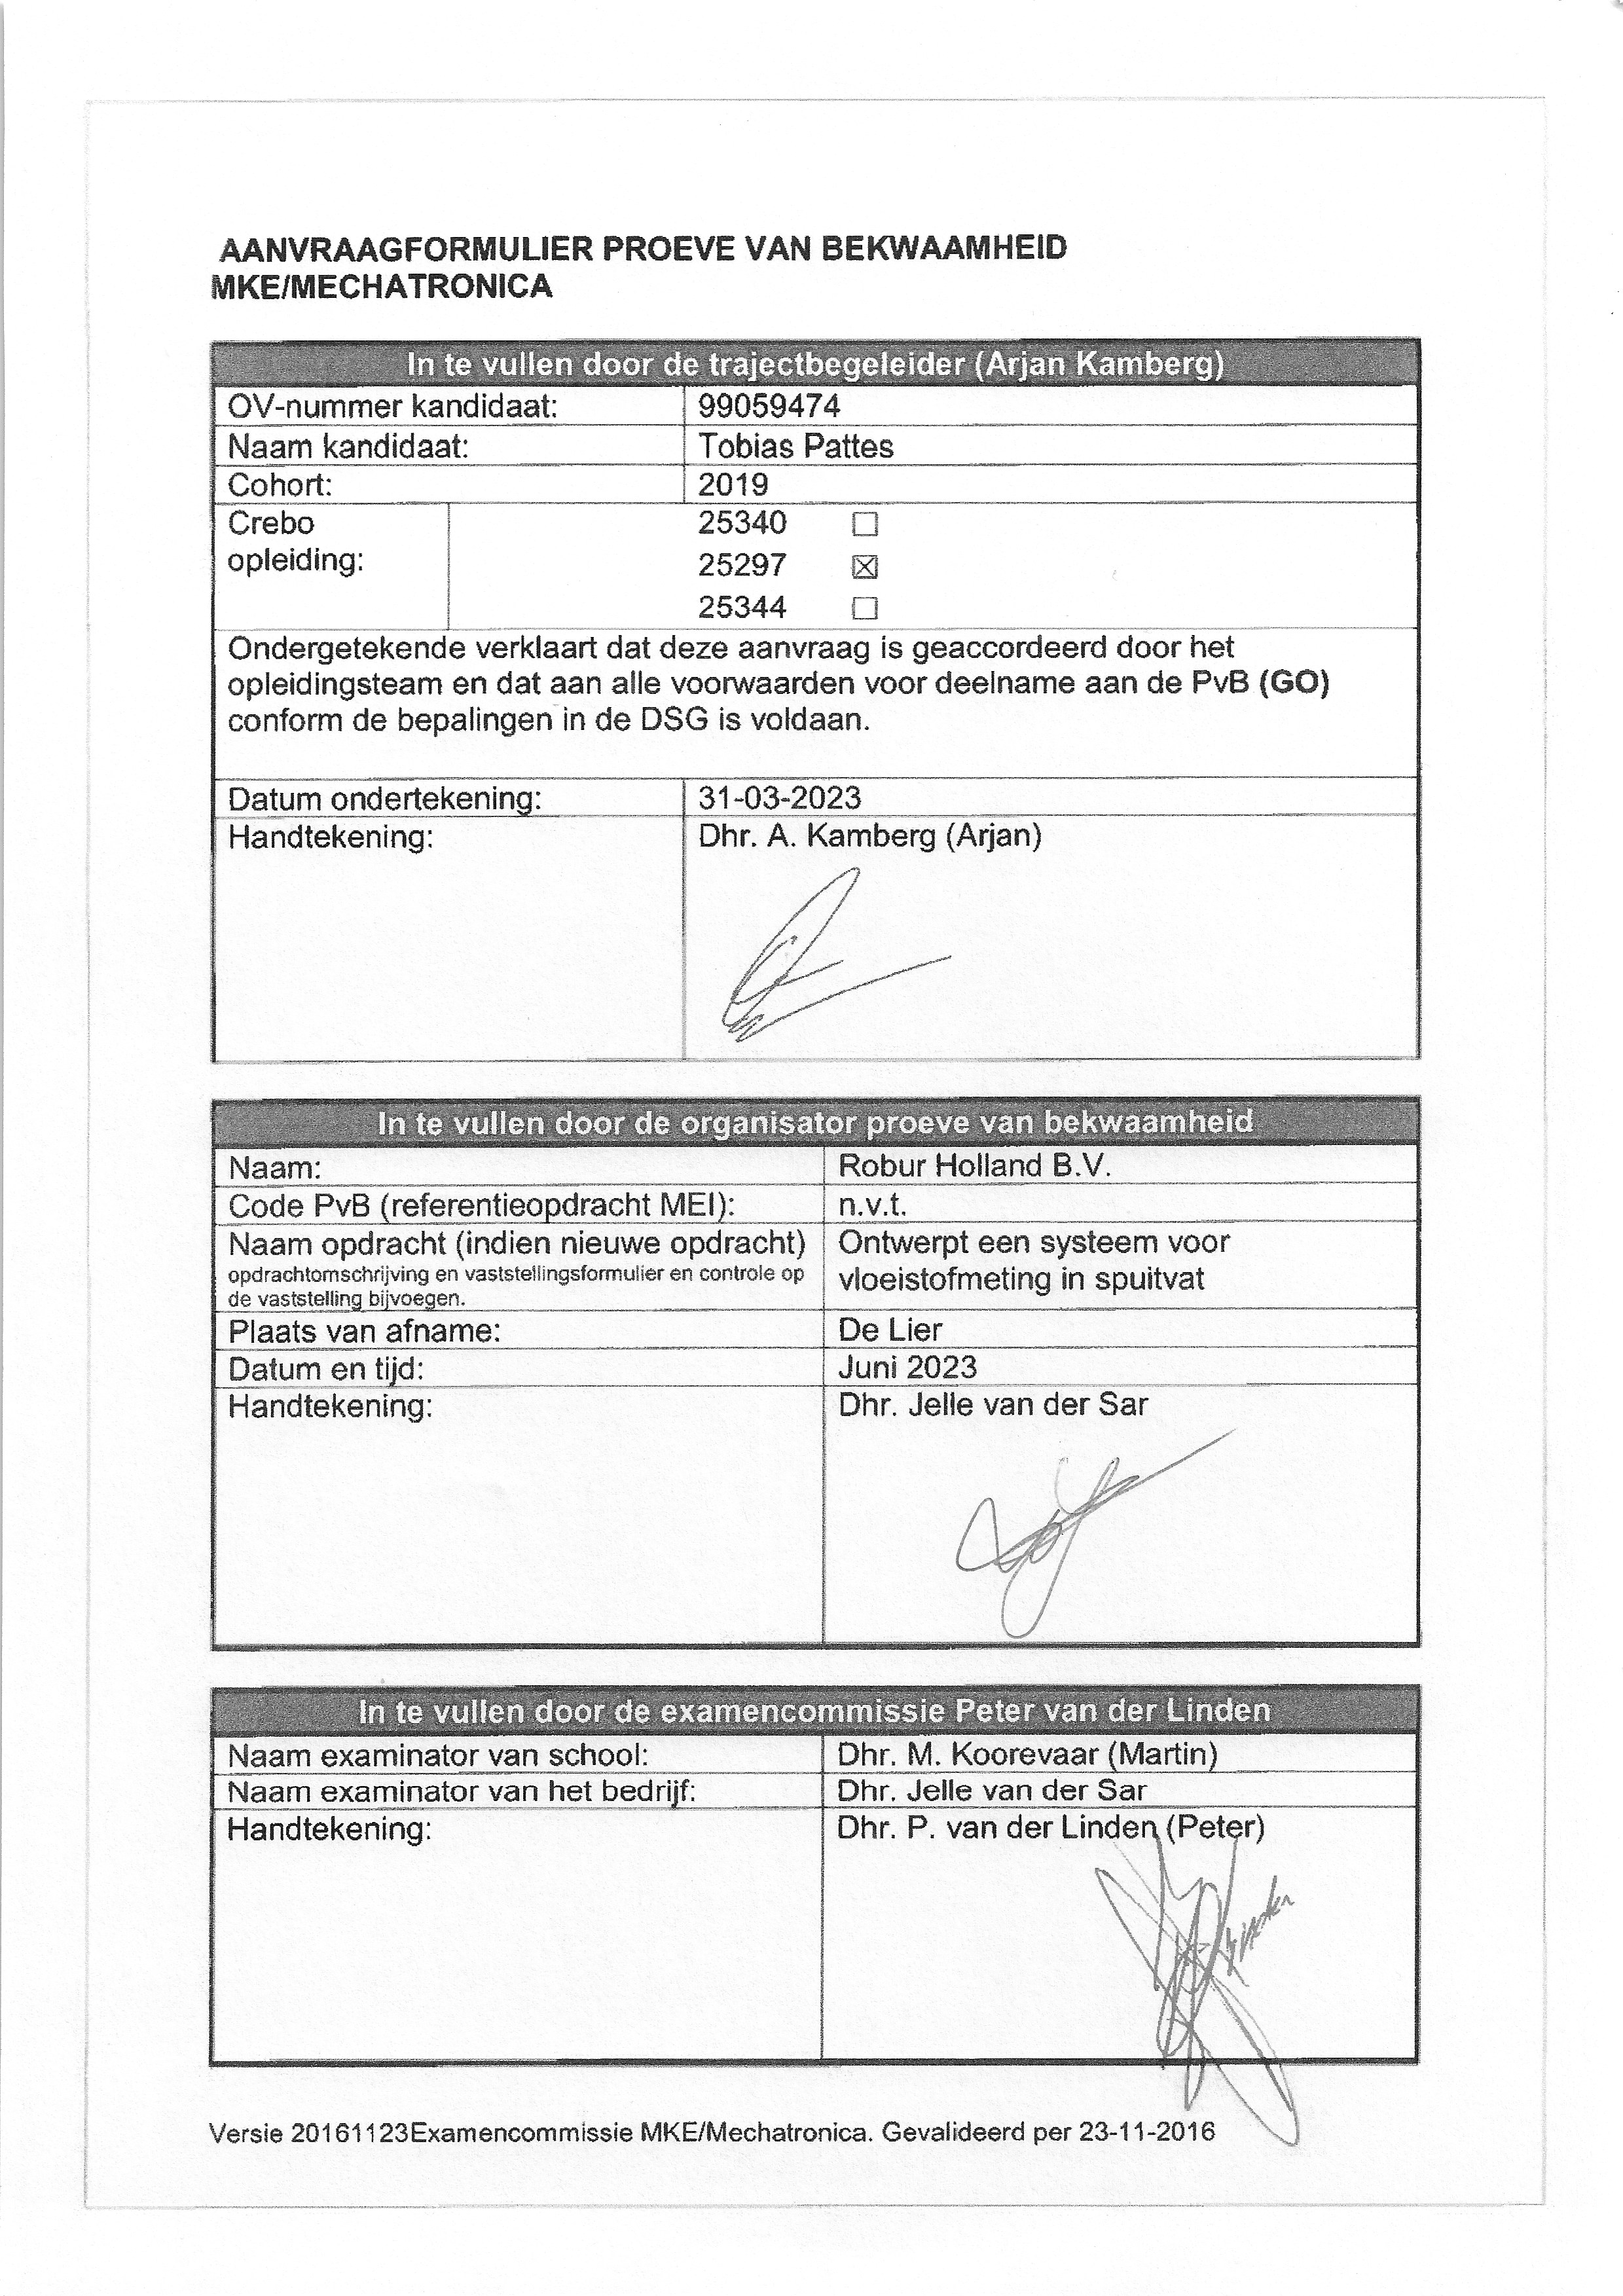 AANVRAAGFORMULIER PROEVE VAN BEKWAAMHEID
MKE/MECHATRONICA
In te vullen door de trajectbegeleider (Arjan Kamberg)
OV-nummer kandidaat: 99059474
Naam kandidaat: Tobias Pattes
Cohort: 2019
Crebo opleiding: 25340 ☐
25297 ☒
25344 ☐
Ondergetekende verklaart dat deze aanvraag is geaccordeerd door het
opleidingsteam en dat aan alle voorwaarden voor deelname aan de PvB (GO)
conform de bepalingen in de DSG is voldaan.
Datum ondertekening: 31-03-2023
Handtekening: Dhr. A. Kamberg (Arjan)
In te vullen door de organisator proeve van bekwaamheid
Naam: Robur Holland B.V.
Code PvB (referentieopdracht MEI): n.v.t.
Naam opdracht (indien nieuwe opdracht)
opdrachtomschrijving en vaststellingsformulier en controle op
de vaststelling bijvoegen.
Ontwerpt een systeem voor
vloeistofmeting in spuitvat
Plaats van afname: De Lier
Datum en tijd: Juni 2023
Handtekening: Dhr. Jelle van der Sar
In te vullen door de examencommissie Peter van der Linden
Naam examinator van school: Dhr. M. Koorevaar (Martin)
Naam examinator van het bedrijf: Dhr. Jelle van der Sar
Handtekening: Dhr. P. van der Linden (Peter)
Versie 20161123Examencommissie MKE/Mechatronica. Gevalideerd per 23-11-2016